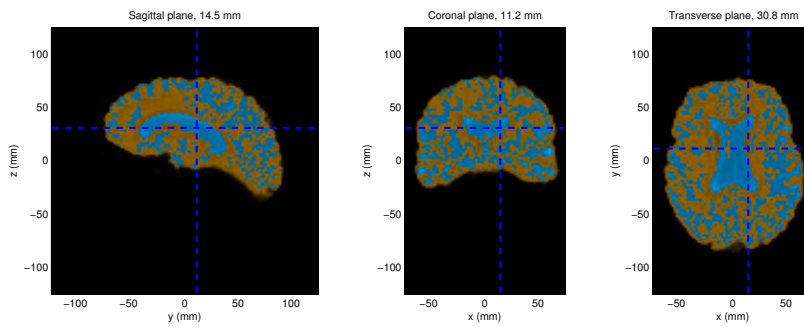 Sagittal plane, 14.5 mm
100
50
0
−50
−100
z (mm)
−100 −50 0 50 100
y (mm)
Coronal plane, 11.2 mm
100
50
0
−50
−100
z (mm)
−50 0 50
x (mm)
Transverse plane, 30.8 mm
100
50
0
−50
−100
y (mm)
−50 0 50
x (mm)